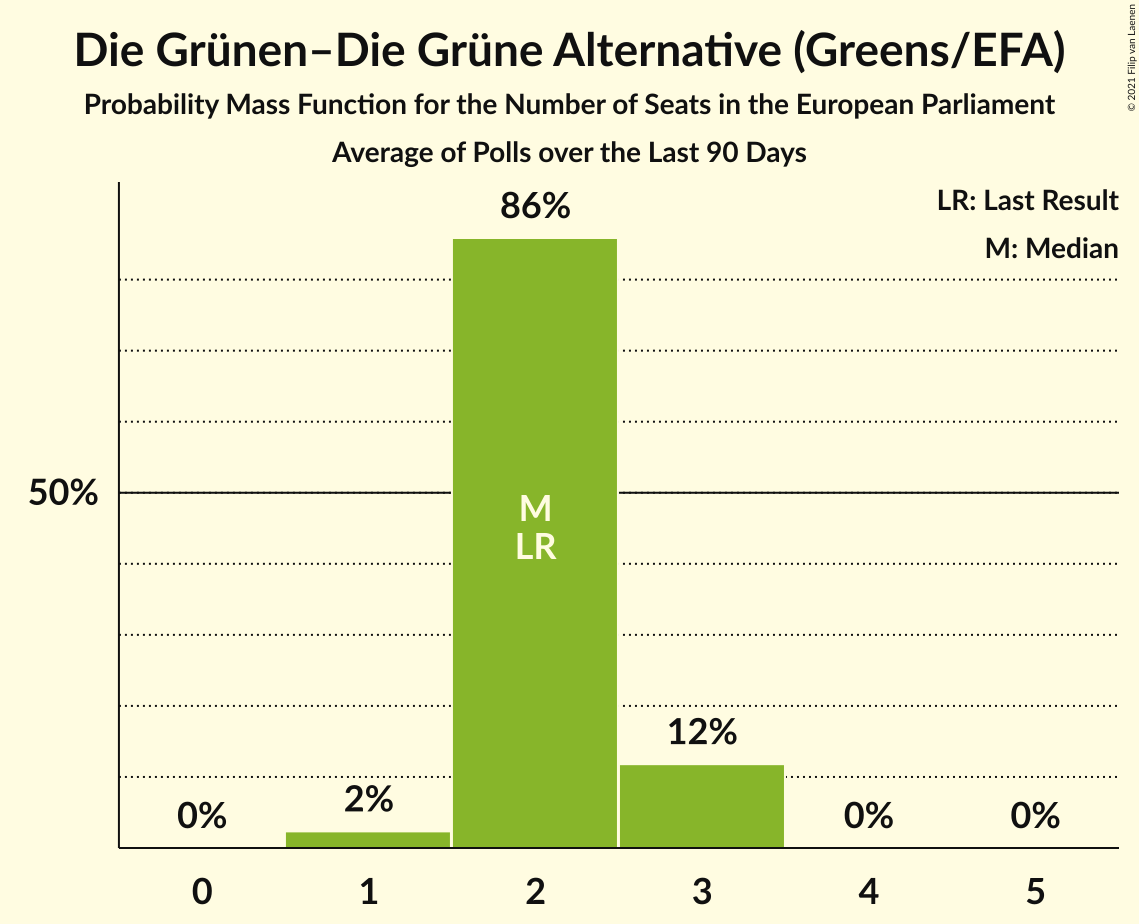 Die Grünen–Die Grüne Alternative (Greens/EFA)
Probability Mass Function for the Number of Seats in the European Parliament
Average of Polls over the Last 90 Days
© 2021 Filip van Laenen
LR: Last Result
M: Median
86%
50%
M
LR
12%
2%
0%
0%
0%
0 1 2 3 4 5